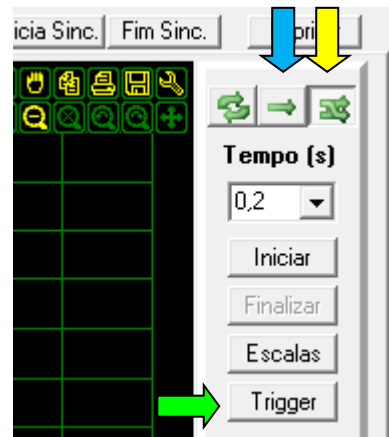 icia Sinc. Fim Sinc.
Tempo (s)
0,2
Iniciar
Finalizar
Escalas
Trigger